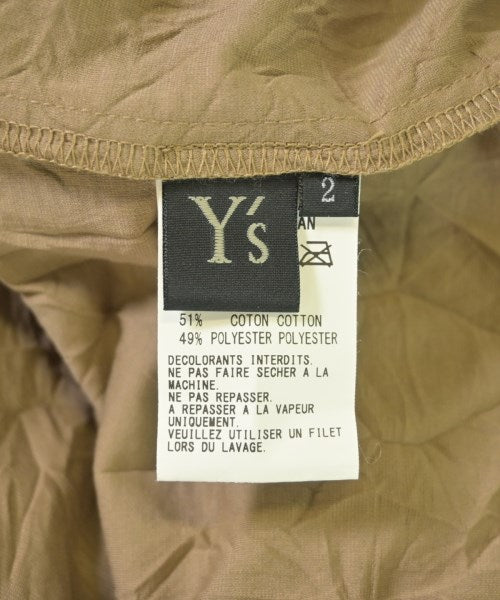 Y's
2
AN
51% COTON COTTON
49% POLYESTER POLYESTER
DECOLORANTS INTERDITS.
NE PAS FAIRE SECHER A LA
MACHINE.
NE PAS REPASSER.
A REPASSER A LA VAPEUR
UNIQUEMENT.
VEUILLEZ UTILISER UN FILET
LORS DU LAVAGE.